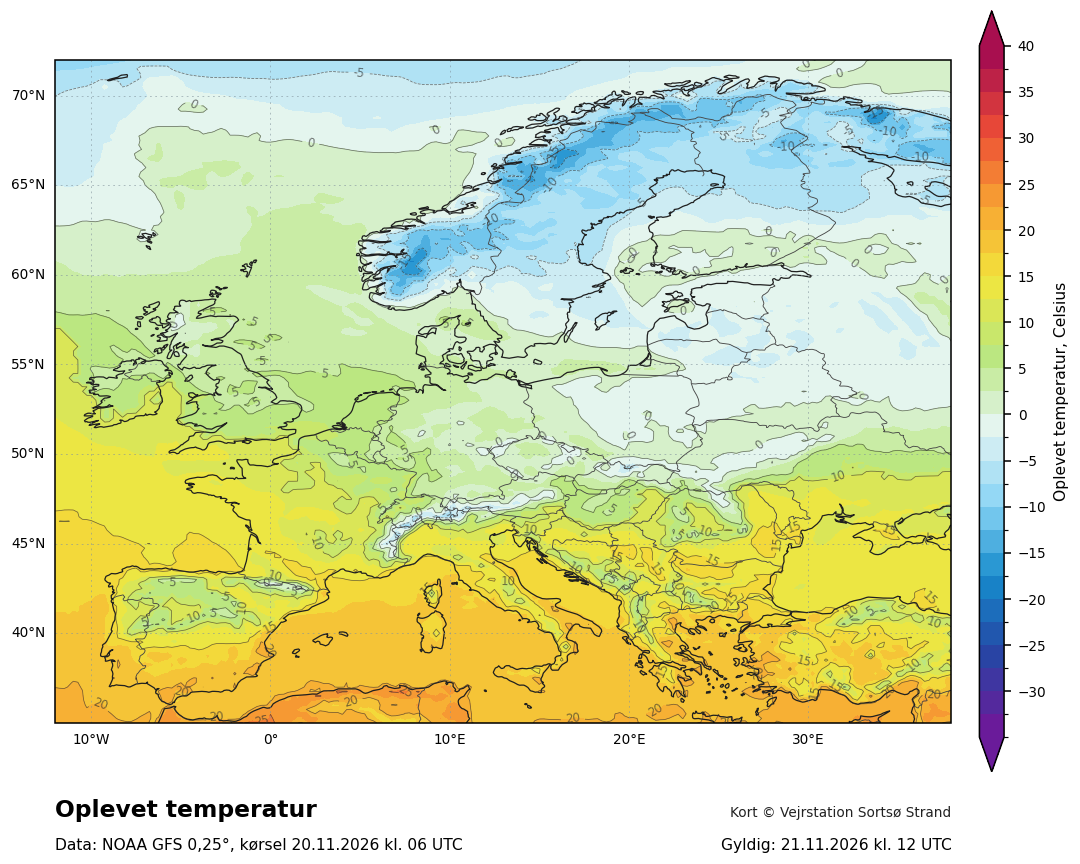 70°N
65°N
60°N
55°N
50°N
45°N
40°N
10°W 0° 10°E 20°E 30°E
40
35
30
25
20
15
10
5
0
−5
−10
−15
−20
−25
−30
Oplevet temperatur, Celsius
Oplevet temperatur
Kort © Vejrstation Sortsø Strand
Data: NOAA GFS 0,25°, kørsel 20.11.2026 kl. 06 UTC
Gyldig: 21.11.2026 kl. 12 UTC